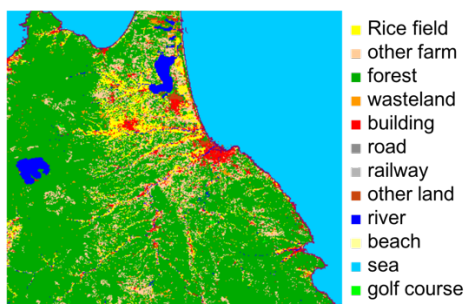 Rice field
other farm
forest
wasteland
building
road
railway
other land
river
beach
sea
golf course